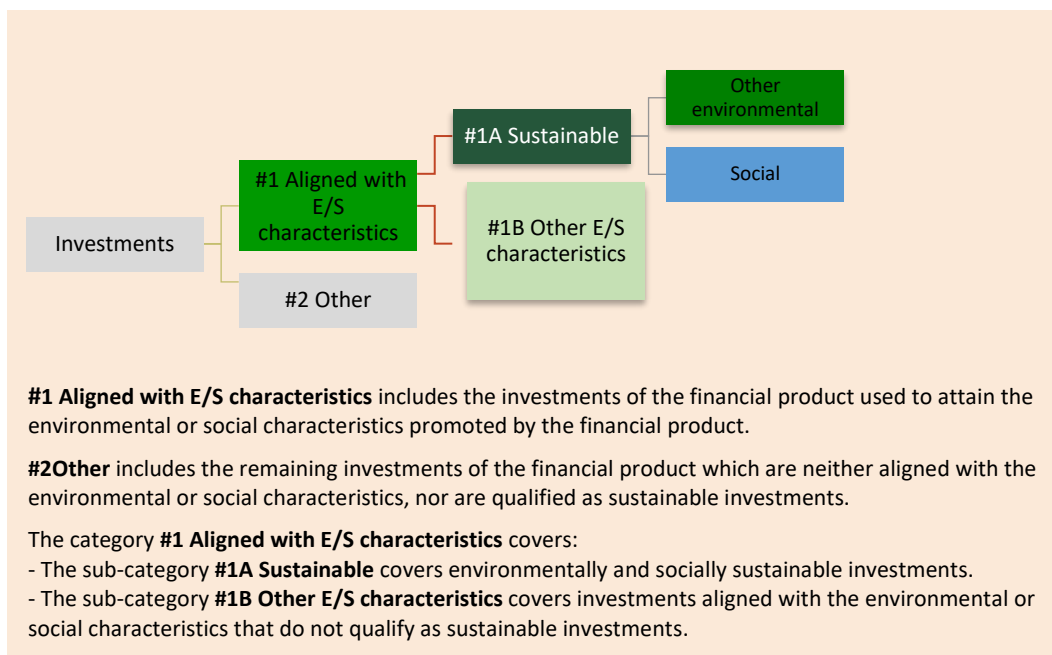 Other
environmental
#1A Sustainable
#1 Aligned with
E/S
characteristics
Social
#1B Other E/S
characteristics
Investments
#2 Other
#1 Aligned with E/S characteristics includes the investments of the financial product used to attain the
environmental or social characteristics promoted by the financial product.
#2Other includes the remaining investments of the financial product which are neither aligned with the
environmental or social characteristics, nor are qualified as sustainable investments.
The category #1 Aligned with E/S characteristics covers:
- The sub-category #1A Sustainable covers environmentally and socially sustainable investments.
- The sub-category #1B Other E/S characteristics covers investments aligned with the environmental or
social characteristics that do not qualify as sustainable investments.